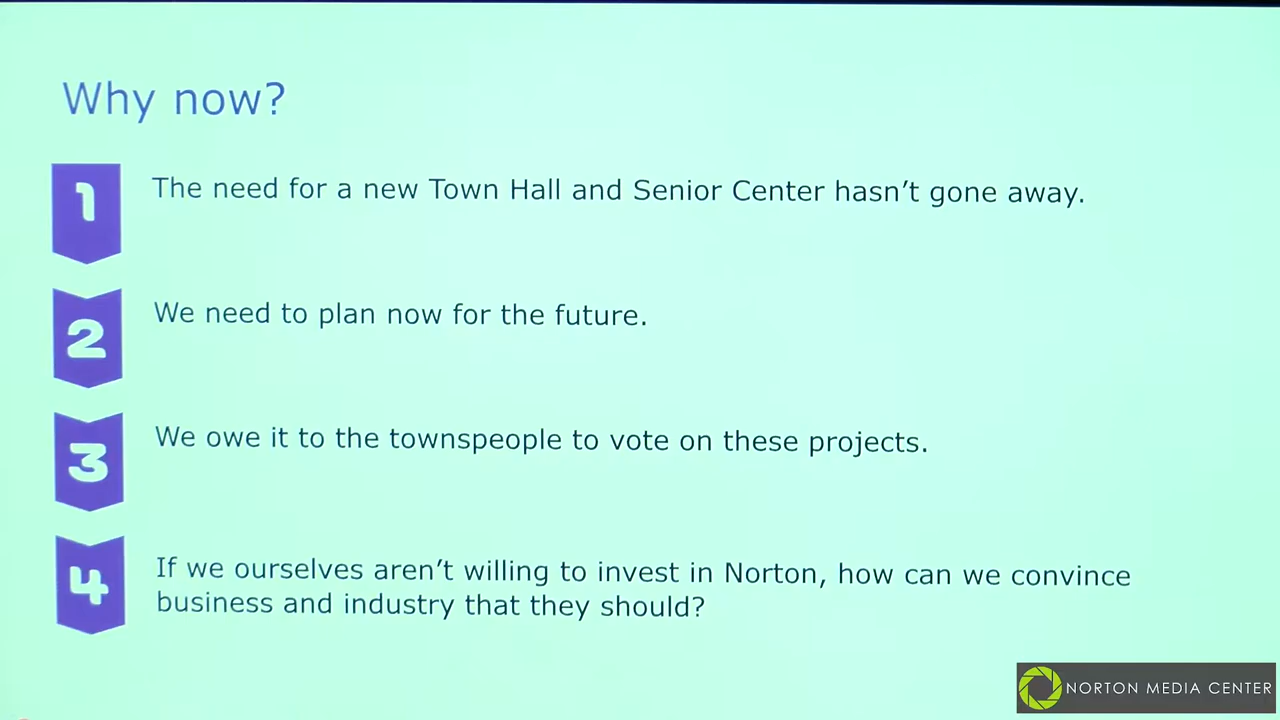 Why now?
1
The need for a new Town Hall and Senior Center hasn't gone away.
2
We need to plan now for the future.
3
We owe it to the townspeople to vote on these projects.
4
If we ourselves aren't willing to invest in Norton, how can we convince
business and industry that they should?
NORTON MEDIA CENTER